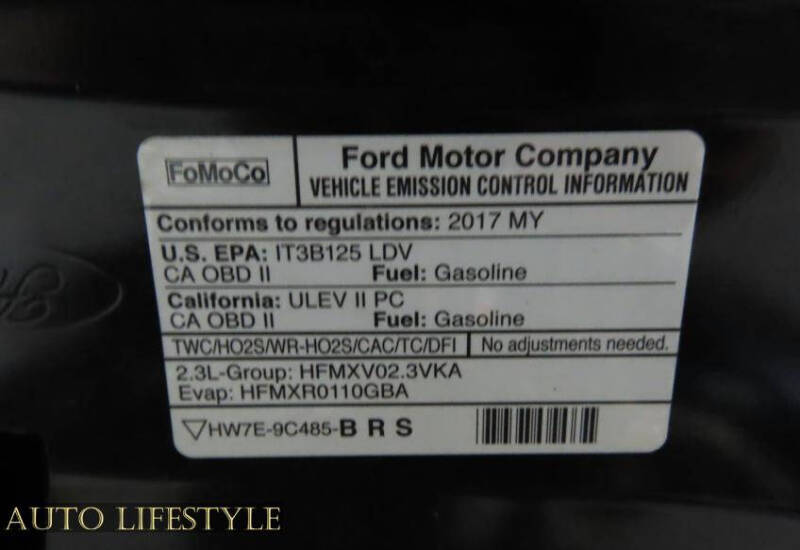 FoMoCo
Ford Motor Company
VEHICLE EMISSION CONTROL INFORMATION
Conforms to regulations: 2017 MY
U.S. EPA: IT3B125 LDV
CA OBD II Fuel: Gasoline
California: ULEV II PC
CA OBD II Fuel: Gasoline
TWC/HO2S/WR-HO2S/CAC/TC/DFI No adjustments needed.
2.3L-Group: HFMXV02.3VKA
Evap: HFMXR0110GBA
HW7E-9C485-B R S
AUTO LIFESTYLE